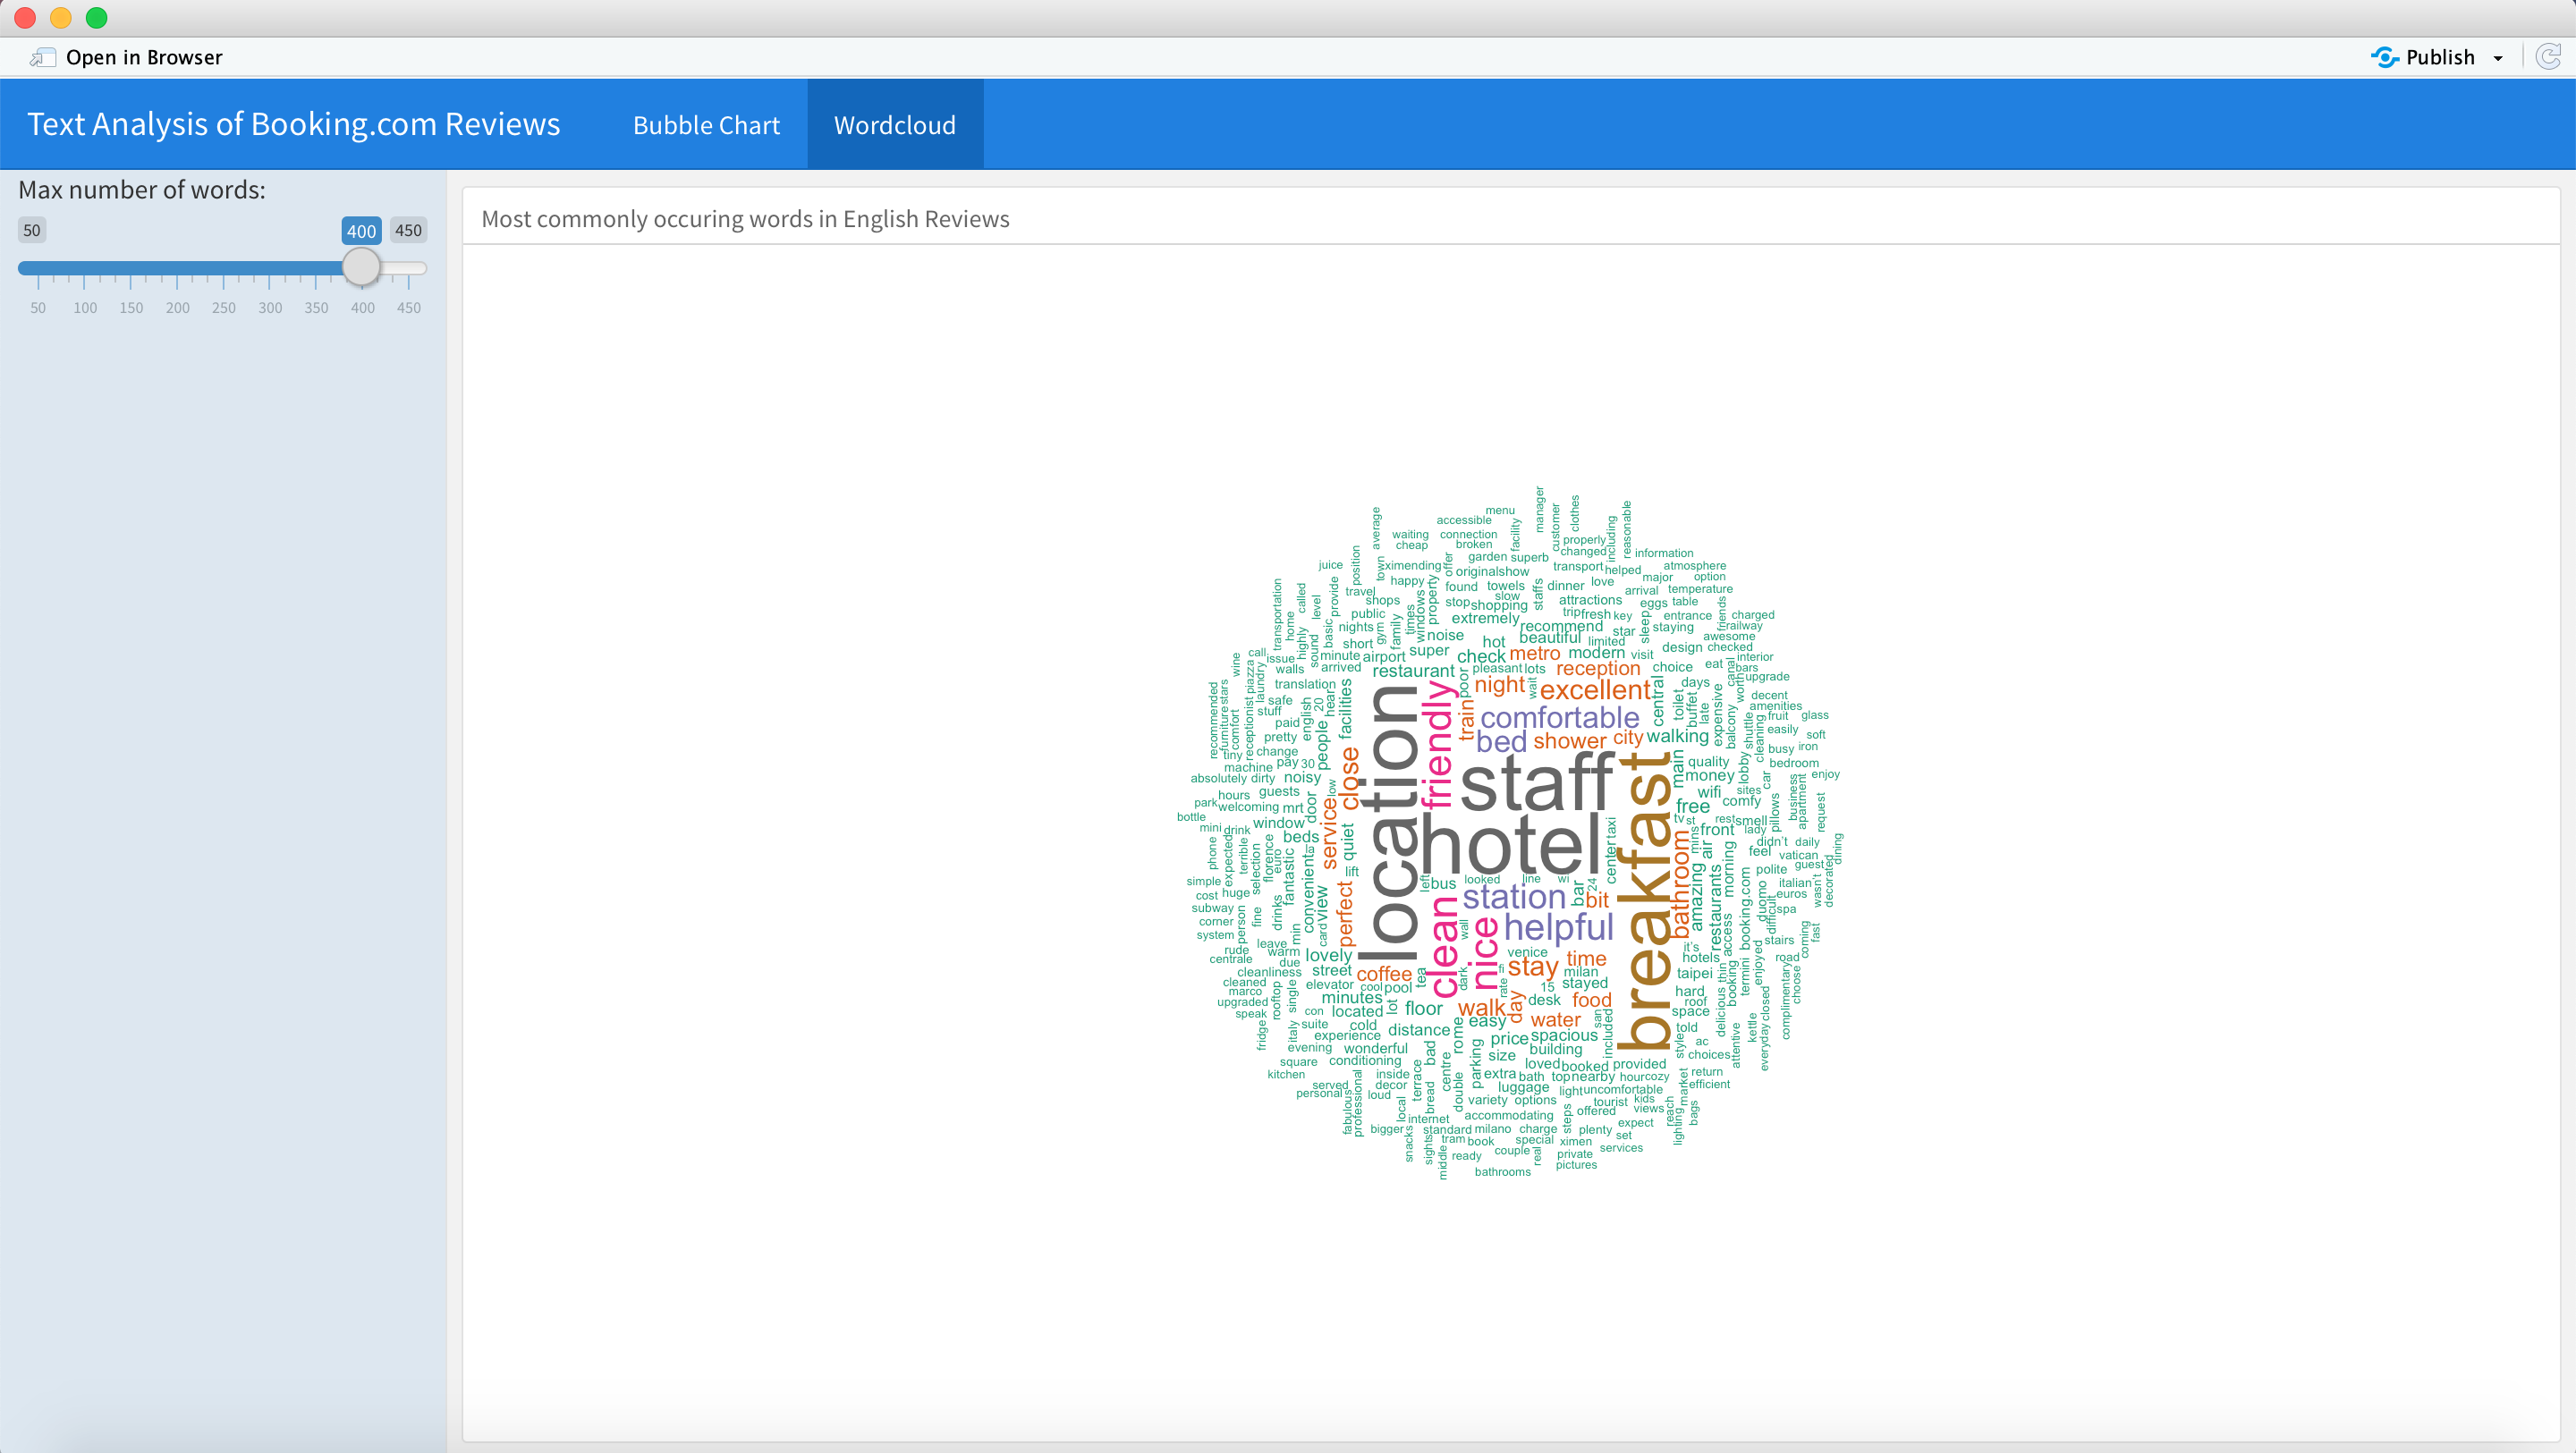 Open in Browser
Publish
Text Analysis of Booking.com Reviews
Bubble Chart
Wordcloud
Max number of words:
50
400
450
50 100 150 200 250 300 350 400 450
Most commonly occuring words in English Reviews
manager
menu
clothes
average
accessible
reasonable
customer
facility
waiting
connection
properly
including
cheap
broken
changed
information
position
town
garden
superb
offer
juice
ximending
originalshow
transport
helped
atmosphere
major
option
happy
found
towels
dinner
love
travel
slow
staffs
arrival
temperature
transportation
called
level
provide
shops
property
stop
shopping
attractions
eggs
table
home
public
times
windows
trip
fresh
key
entrance
friends
charged
highly
basic
nights
gym
family
extremely
recommend
star
sleep
staying
railway
sound
noise
beautiful
limited
awesome
short
hot
design
checked
call
issue
minute
airport
super
check
metro
modern
visit
interior
wine
walls
arrived
restaurant
pleasant
lots
reception
choice
eat
bars
laundry
piazza
translation
poor
night
wait
excellent
central
days
canal
worth
upgrade
recommended
stars
furniture
comfort
receptionist
safe
stuff
english
20
hear
facilities
location
friendly
train
comfortable
toilet
buffet
late
expensive
balcony
decent
amenities
paid
pretty
people
bed
shower
city
walking
shuttle
cleaning
fruit
glass
easily
soft
tiny
change
close
staff
main
busy
iron
machine
pay
30
quality
lobby
bedroom
absolutely
dirty
noisy
low
breakfast
money
car
enjoy
hours
guests
wifi
sites
business
apartment
park
welcoming
mrt
door
service
free
comfy
pillows
request
bottle
window
hotel
taxi
tv
st
rest
smell
mini
drink
beds
quiet
center
bathroom
mins
front
lady
phone
expected
terrible
selection
florence
euro
fantastic
convenient
la
lift
air
morning
didn't
daily
feel
vatican
dining
guest
decorated
simple
left
bus
looked
line
wi
24
amazing
restaurants
polite
italian
cost
huge
view
perfect
clean
station
bar
bit
booking.com
duomo
euros
wasn't
subway
person
fine
drinks
card
nice
helpful
access
difficult
spa
corner
wall
system
min
coming
fast
rude
leave
warm
lovely
venice
it's
stairs
centrale
due
time
hotels
enjoyed
road
cleanliness
street
coffee
tea
dark
fi
stay
milan
taipei
thin
termini
cleaned
elevator
cool
pool
rate
15
stayed
hard
booking
complimentary
choose
marco
rooftop
single
minutes
lot
day
desk
food
roof
delicious
closed
upgraded
speak
con
located
floor
walk
space
fridge
italy
suite
cold
easy
water
san
told
kettle
experience
distance
rome
price
spacious
included
style
ac
attentive
everyday
evening
wonderful
bad
building
choices
square
conditioning
centre
parking
size
loved
booked
provided
kitchen
inside
terrace
extra
bath
top
nearby
hour
cozy
return
served
decor
bread
double
luggage
light
uncomfortable
market
efficient
personal
loud
variety
options
tourist
kids
fabulous
professional
local
accommodating
steps
offered
views
reach
bags
internet
expect
lighting
bigger
standard
milano
charge
plenty
set
snacks
sights
tram
book
special
ximen
services
middle
ready
couple
real
private
bathrooms
pictures